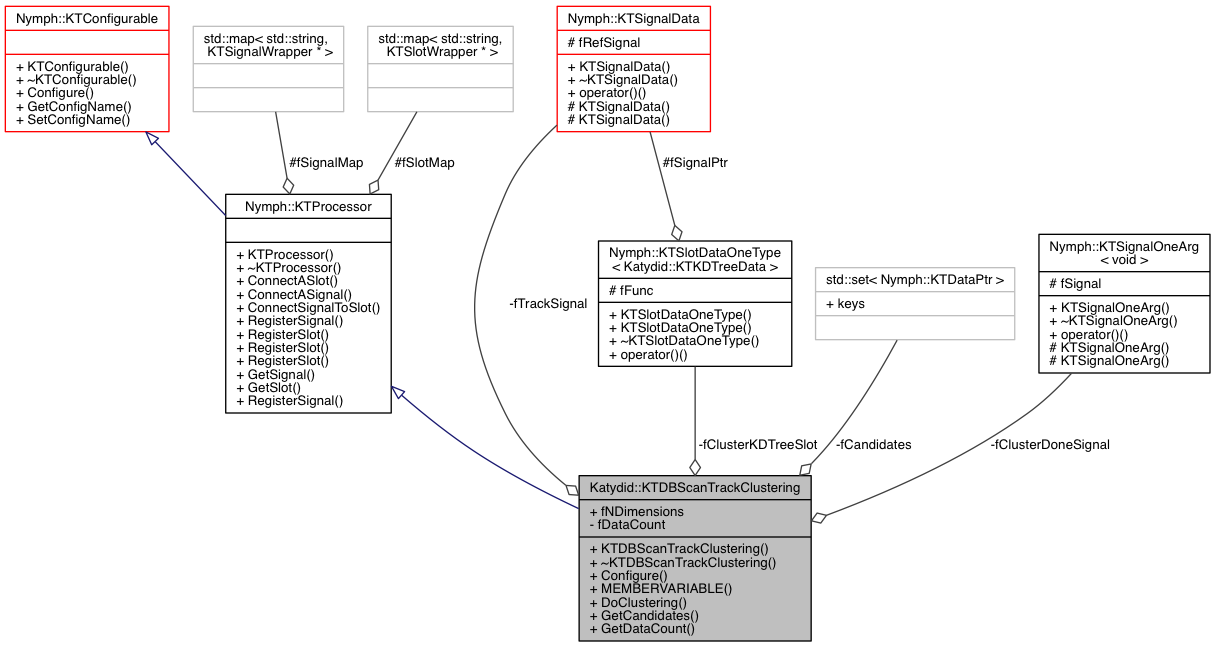 Nymph::KTConfigurable
+ KTConfigurable()
+ ~KTConfigurable()
+ Configure()
+ GetConfigName()
+ SetConfigName()
std::map< std::string,
KTSignalWrapper * >
std::map< std::string,
KTSlotWrapper * >
Nymph::KTSignalData
# fRefSignal
+ KTSignalData()
+ ~KTSignalData()
+ operator()()
# KTSignalData()
# KTSignalData()
#fSignalMap
#fSlotMap
#fSignalPtr
Nymph::KTProcessor
+ KTProcessor()
+ ~KTProcessor()
+ ConnectASlot()
+ ConnectASignal()
+ ConnectSignalToSlot()
+ RegisterSignal()
+ RegisterSlot()
+ RegisterSlot()
+ RegisterSlot()
+ GetSignal()
+ GetSlot()
+ RegisterSignal()
-fTrackSignal
Nymph::KTSlotDataOneType
< Katydid::KTKDTreeData >
# fFunc
+ KTSlotDataOneType()
+ KTSlotDataOneType()
+ ~KTSlotDataOneType()
+ operator()()
std::set< Nymph::KTDataPtr >
+ keys
Nymph::KTSignalOneArg
< void >
# fSignal
+ KTSignalOneArg()
+ ~KTSignalOneArg()
+ operator()()
# KTSignalOneArg()
# KTSignalOneArg()
-fClusterKDTreeSlot
-fCandidates
-fClusterDoneSignal
Katydid::KTDBScanTrackClustering
+ fNDimensions
- fDataCount
+ KTDBScanTrackClustering()
+ ~KTDBScanTrackClustering()
+ Configure()
+ MEMBERVARIABLE()
+ DoClustering()
+ GetCandidates()
+ GetDataCount()